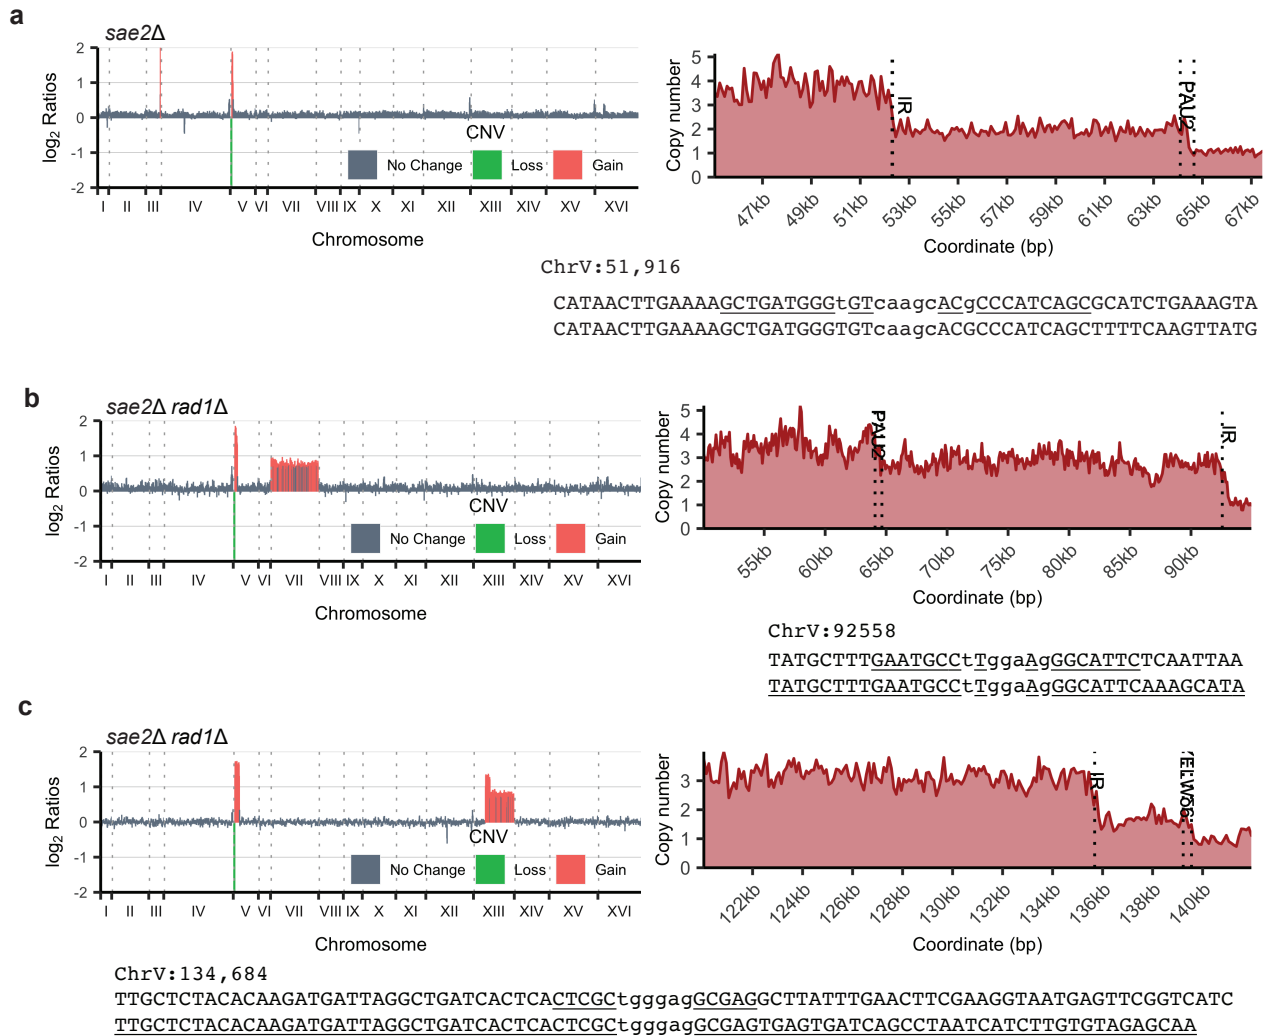 a
sae2Δ
log2 Ratios
2
1
0
-1
-2
CNV
No Change Loss Gain
I II III IV V VI VII VIII IX X XI XII XIII XIV XV XVI
Chromosome
Copy number
5
4
3
2
1
0
IR
PAU2
47kb 49kb 51kb 53kb 55kb 57kb 59kb 61kb 63kb 65kb 67kb
Coordinate (bp)
ChrV:51,916
CATAACTTGAAAAGCTGATGGGtGTcaagcACgCCCATCAGCGCATCTGAAAGTA
CATAACTTGAAAAGCTGATGGGTGTcaagcACGCCCATCAGCTTTTCAAGTTATG
b
sae2Δ rad1Δ
log2 Ratios
2
1
0
-1
-2
CNV
No Change Loss Gain
I II III IV V VI VII VIII IX X XI XII XIII XIV XV XVI
Chromosome
Copy number
5
4
3
2
1
0
PAU2
IR
55kb 60kb 65kb 70kb 75kb 80kb 85kb 90kb
Coordinate (bp)
ChrV:92558
TATGCTTTGAATGCCtTggaAgGGCATTCTCAATTAA
TATGCTTTGAATGCCtTggaAgGGCATTCAAAGCATA
c
sae2Δ rad1Δ
log2 Ratios
2
1
0
-1
-2
CNV
No Change Loss Gain
I II III IV V VI VII VIII IX X XI XII XIII XIV XV XVI
Chromosome
Copy number
3
2
1
0
IR
122kb 124kb 126kb 128kb 130kb 132kb 134kb 136kb 138kb 140kb
Coordinate (bp)
ChrV:134,684
TTGCTCTACACAAGATGATTAGGCTGATCACTCACTCGCtgggagGCGAGGCTTATTTGAACTTCGAAGGTAATGAGTTCGGTCATC
TTGCTCTACACAAGATGATTAGGCTGATCACTCACTCGCtgggagGCGAGTGAGTGATCAGCCTAATCATCTTGTGTAGAGCAA